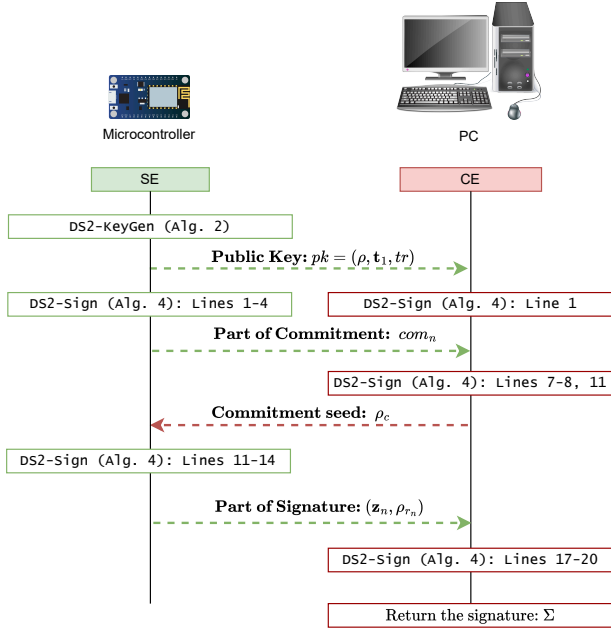 Microcontroller
PC
SE
CE
DS2-KeyGen (Alg. 2)
Public Key: pk = (ρ, t₁, tr)
DS2-Sign (Alg. 4): Lines 1-4
DS2-Sign (Alg. 4): Line 1
Part of Commitment: comₙ
DS2-Sign (Alg. 4): Lines 7-8, 11
Commitment seed: ρ_c
DS2-Sign (Alg. 4): Lines 11-14
Part of Signature: (zₙ, ρ_{rₙ})
DS2-Sign (Alg. 4): Lines 17-20
Return the signature: Σ